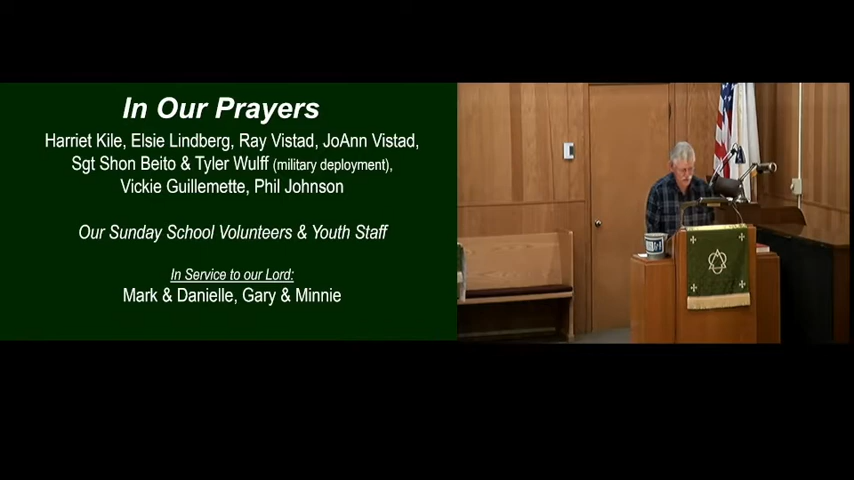 In Our Prayers
Harriet Kile, Elsie Lindberg, Ray Vistad, JoAnn Vistad,
Sgt Shon Beito & Tyler Wulff (military deployment),
Vickie Guillemette, Phil Johnson
Our Sunday School Volunteers & Youth Staff
In Service to our Lord:
Mark & Danielle, Gary & Minnie